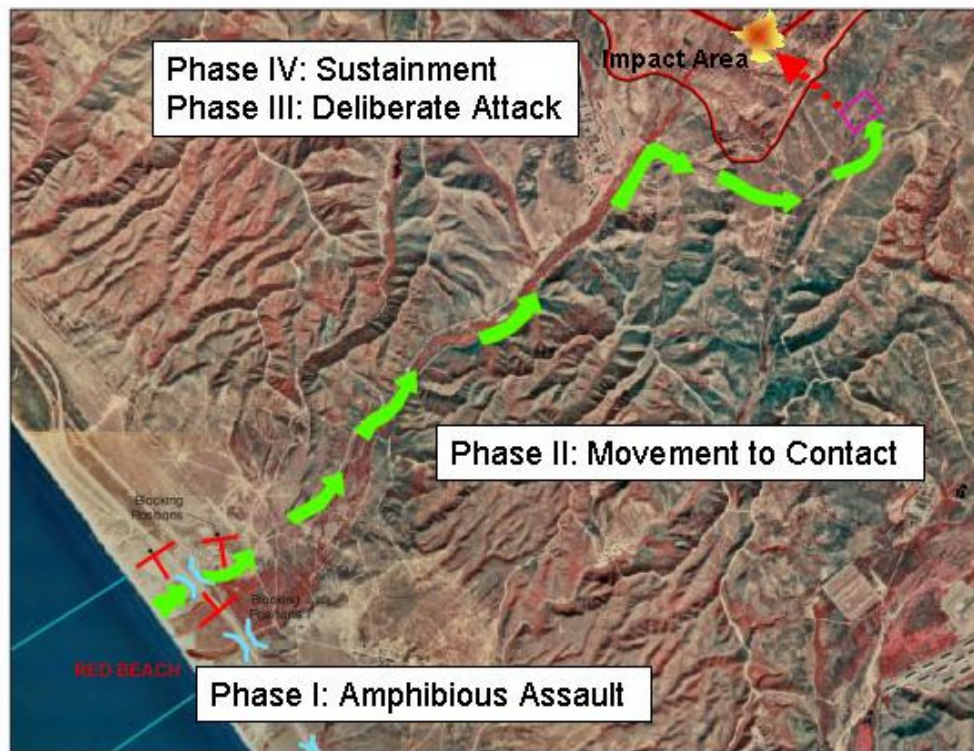 Phase IV: Sustainment
Phase III: Deliberate Attack
Impact Area
Phase II: Movement to Contact
Blocking
Positions
Blocking
Positions
RED BEACH
Phase I: Amphibious Assault